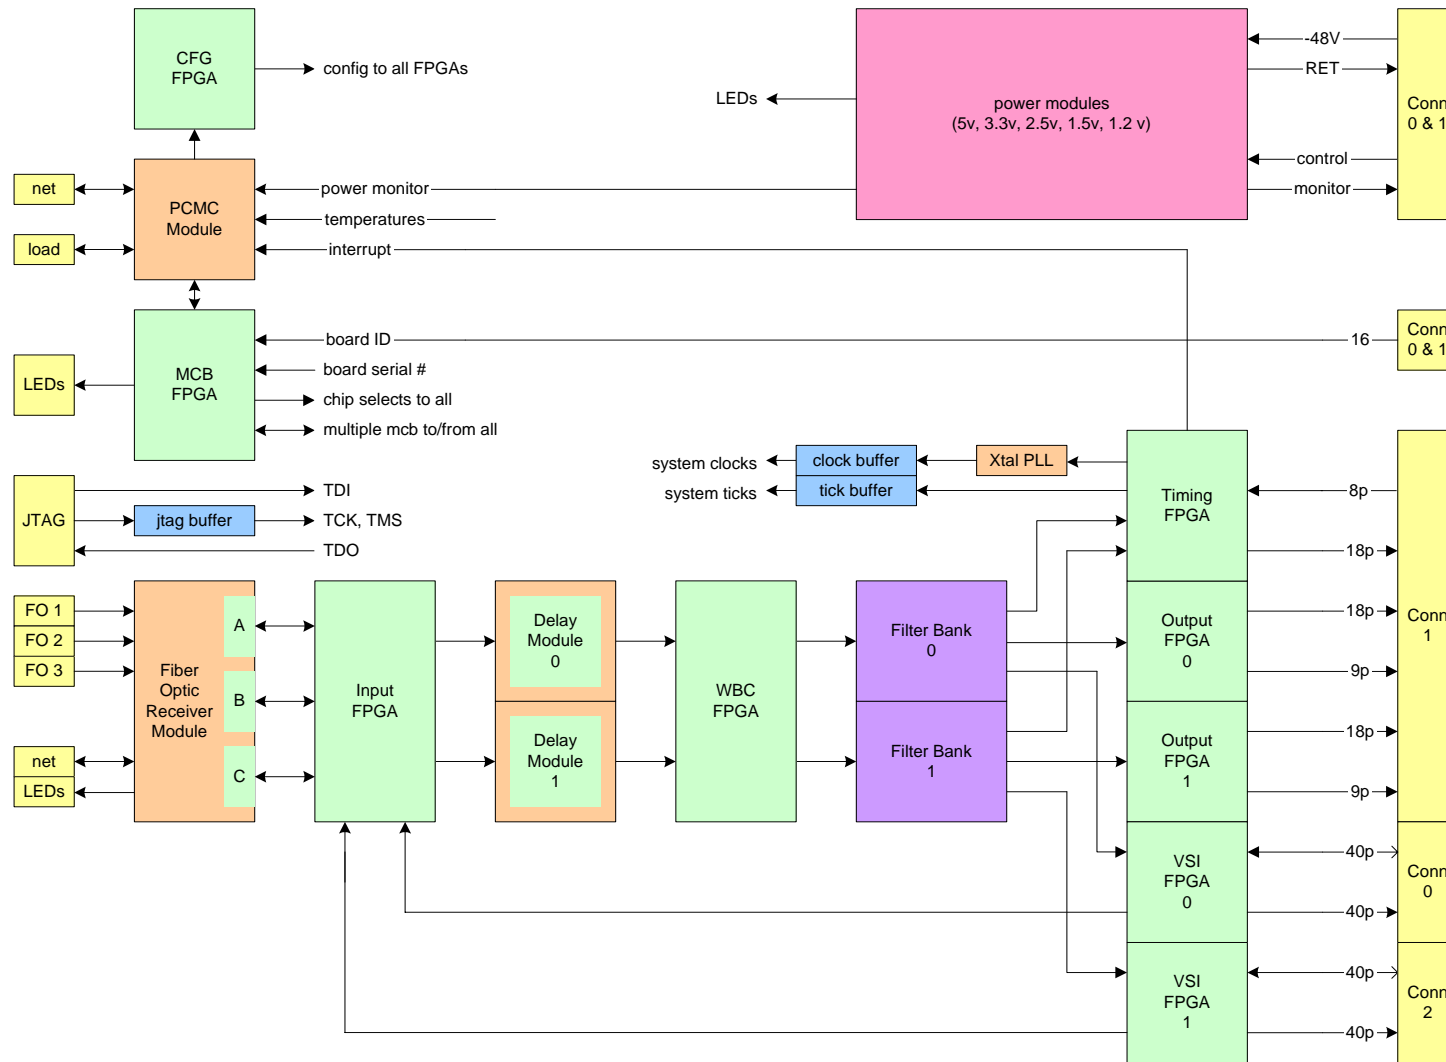 CFG
FPGA
config to all FPGAs
LEDs
power modules
(5v, 3.3v, 2.5v, 1.5v, 1.2 v)
-48V
RET
control
monitor
Conn
0 & 1
net
load
PCMC
Module
power monitor
temperatures
interrupt
LEDs
MCB
FPGA
board ID
board serial #
chip selects to all
multiple mcb to/from all
16
Conn
0 & 1
JTAG
jtag buffer
TDI
TCK, TMS
TDO
system clocks
clock buffer
Xtal PLL
system ticks
tick buffer
Timing
FPGA
8p
18p
FO 1
FO 2
FO 3
net
LEDs
Fiber
Optic
Receiver
Module
A
B
C
Input
FPGA
Delay
Module
0
Delay
Module
1
WBC
FPGA
Filter Bank
0
Filter Bank
1
Output
FPGA
0
18p
9p
Output
FPGA
1
18p
9p
Conn
1
VSI
FPGA
0
40p
40p
Conn
0
VSI
FPGA
1
40p
40p
Conn
2